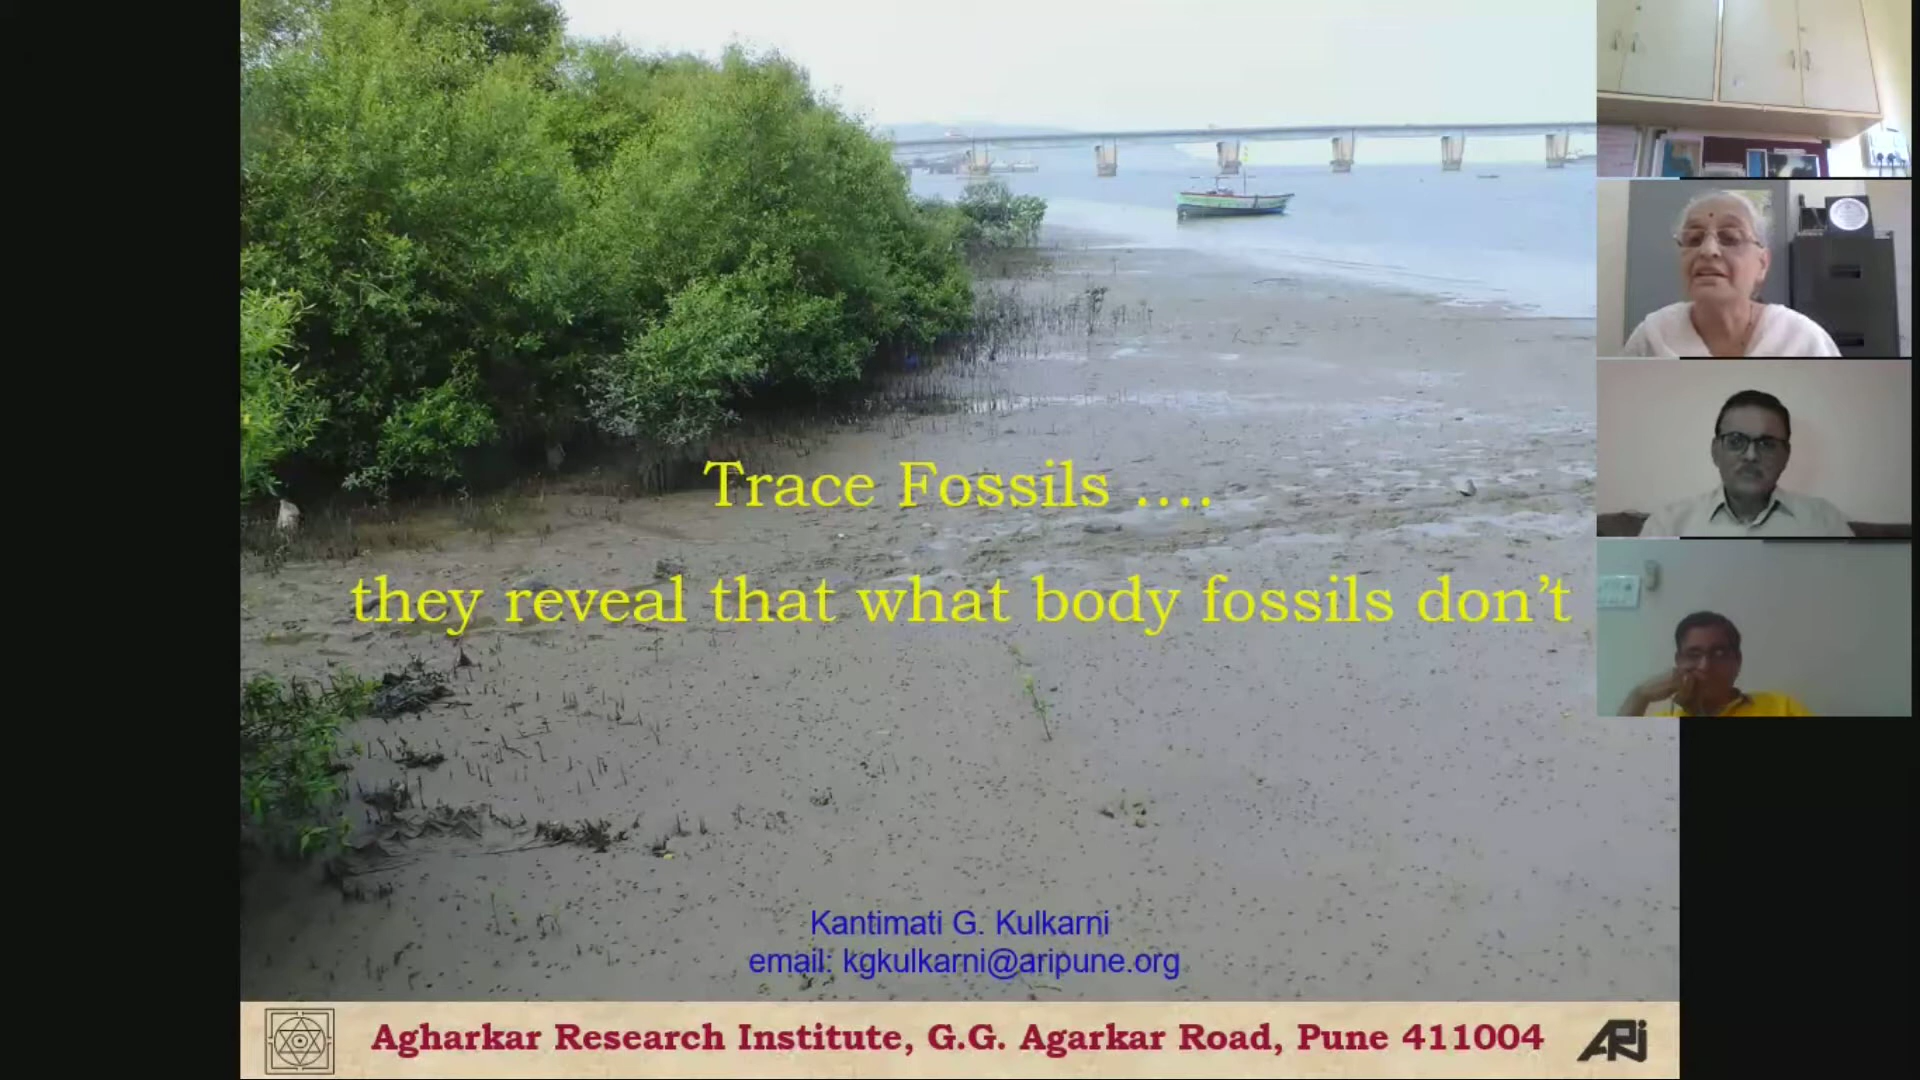 Trace Fossils ....
they reveal that what body fossils don't
Kantimati G. Kulkarni
email: kgkulkarni@aripune.org
Agharkar Research Institute, G.G. Agarkar Road, Pune 411004
ARI